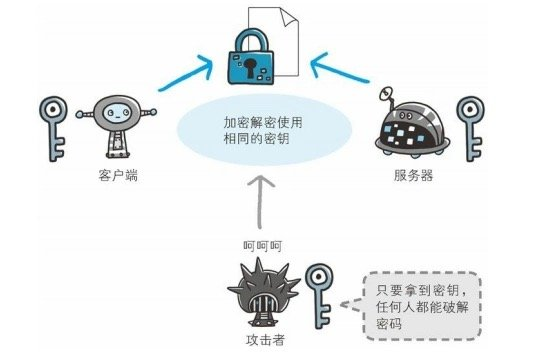 加密解密使用
相同的密钥
客户端
服务器
呵呵呵
只要拿到密钥，
任何人都能破解
密码
攻击者